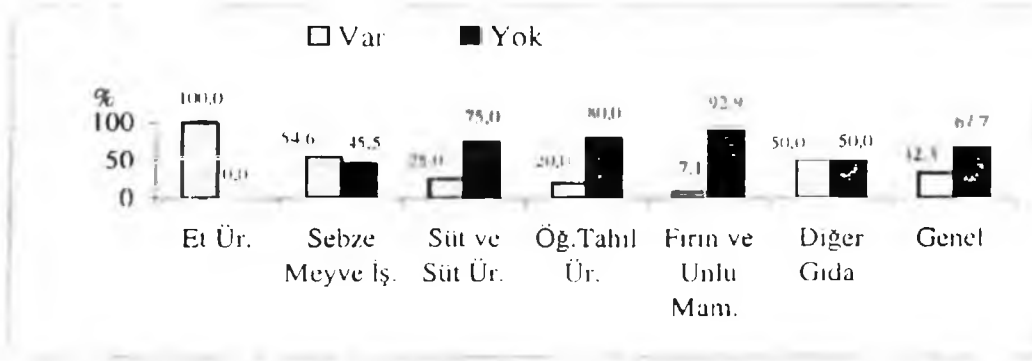 Var Yok
%
100
50
0
100,0 0,0
54,6 45,5
25,0 75,0
20,0 80,0
7,1 92,9
50,0 50,0
67,7
Et Ür.
Sebze
Meyve İş.
Süt ve
Süt Ür.
Öğ.Tahıl
Ür.
Fırın ve
Unlu
Mam.
Diğer
Gıda
Genel